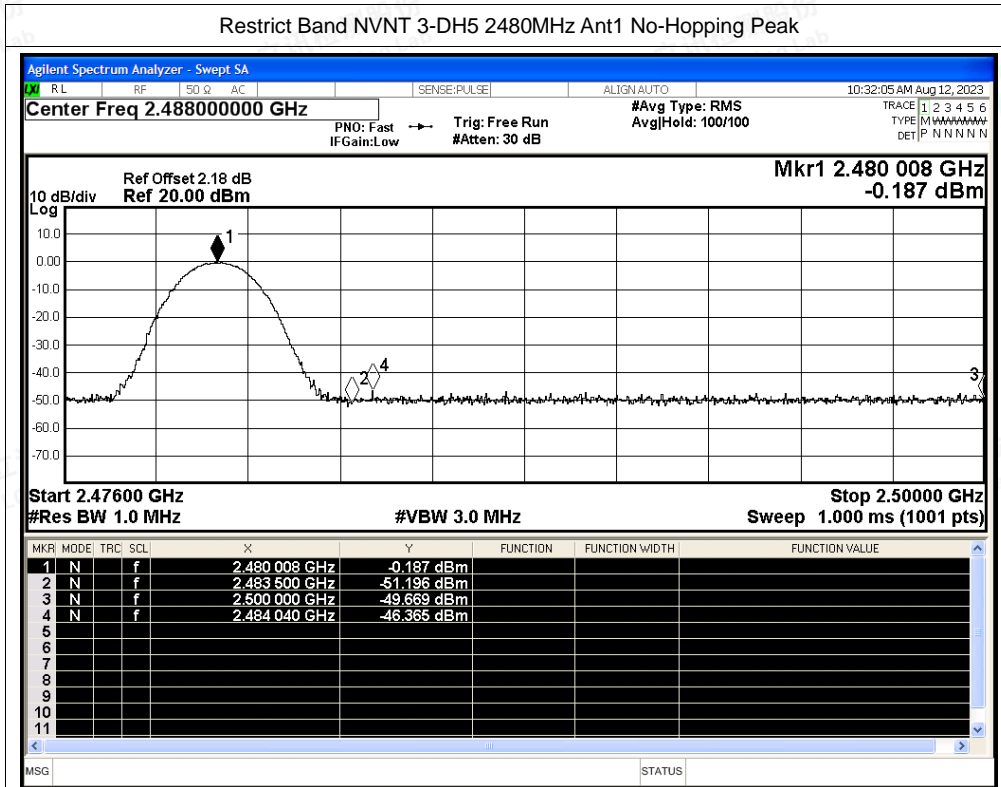 Restrict Band NVNT 3-DH5 2480MHz Ant1 No-Hopping Peak
Agilent Spectrum Analyzer - Swept SA
LXI RL RF 50 Ω AC SENSE:PULSE ALIGN AUTO 10:32:05 AM Aug 12, 2023
Center Freq 2.488000000 GHz #Avg Type: RMS TRACE 1 2 3 4 5 6
PNO: Fast Trig: Free Run Avg|Hold: 100/100 TYPE M
IFGain:Low #Atten: 30 dB DET P N N N N N
Mkr1 2.480 008 GHz
Ref Offset 2.18 dB -0.187 dBm
10 dB/div Ref 20.00 dBm
Log
10.0
1
0.00
-10.0
-20.0
-30.0
-40.0
2 4 3
-50.0
-60.0
-70.0
Start 2.47600 GHz Stop 2.50000 GHz
#Res BW 1.0 MHz #VBW 3.0 MHz Sweep 1.000 ms (1001 pts)
MKR MODE TRC SCL X Y FUNCTION FUNCTION WIDTH FUNCTION VALUE
1 N f 2.480 008 GHz -0.187 dBm
2 N f 2.483 500 GHz -51.196 dBm
3 N f 2.500 000 GHz -49.669 dBm
4 N f 2.484 040 GHz -46.365 dBm
5
6
7
8
9
10
11
MSG STATUS